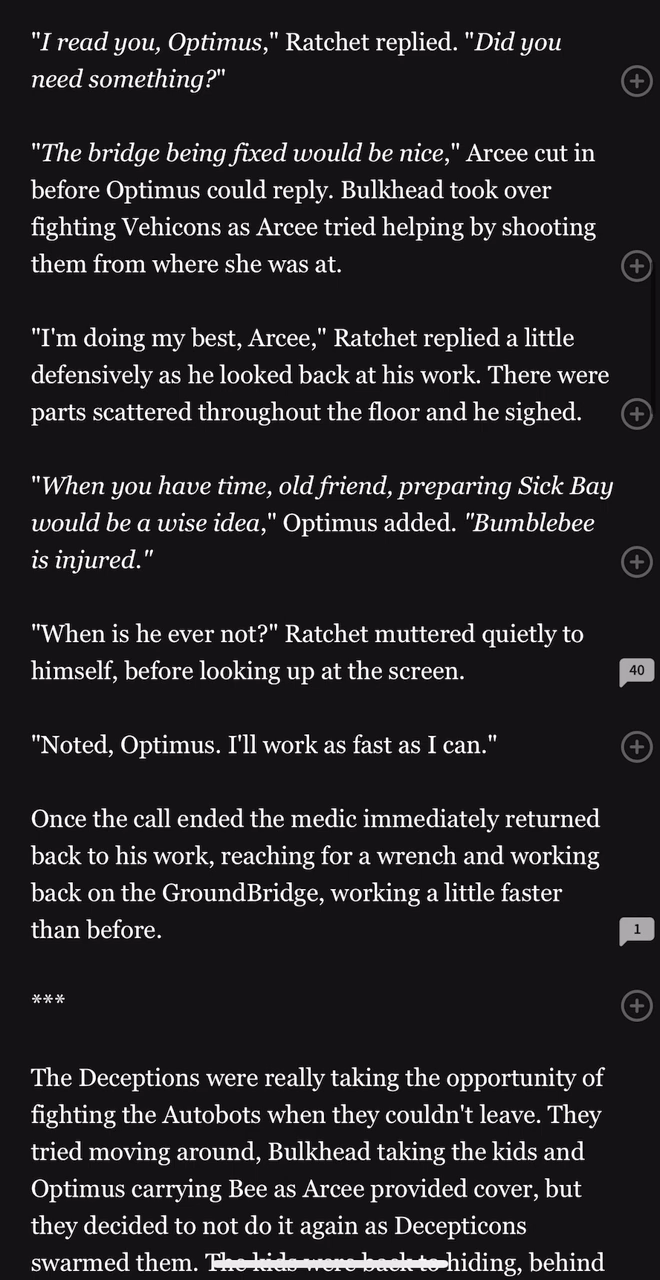 "I read you, Optimus," Ratchet replied. "Did you
need something?"
"The bridge being fixed would be nice," Arcee cut in
before Optimus could reply. Bulkhead took over
fighting Vehicons as Arcee tried helping by shooting
them from where she was at.
"I'm doing my best, Arcee," Ratchet replied a little
defensively as he looked back at his work. There were
parts scattered throughout the floor and he sighed.
"When you have time, old friend, preparing Sick Bay
would be a wise idea," Optimus added. "Bumblebee
is injured."
"When is he ever not?" Ratchet muttered quietly to
himself, before looking up at the screen.
40
"Noted, Optimus. I'll work as fast as I can."
Once the call ended the medic immediately returned
back to his work, reaching for a wrench and working
back on the GroundBridge, working a little faster
than before.
1
***
The Deceptions were really taking the opportunity of
fighting the Autobots when they couldn't leave. They
tried moving around, Bulkhead taking the kids and
Optimus carrying Bee as Arcee provided cover, but
they decided to not do it again as Decepticons
swarmed them. The kids were back to hiding, behind